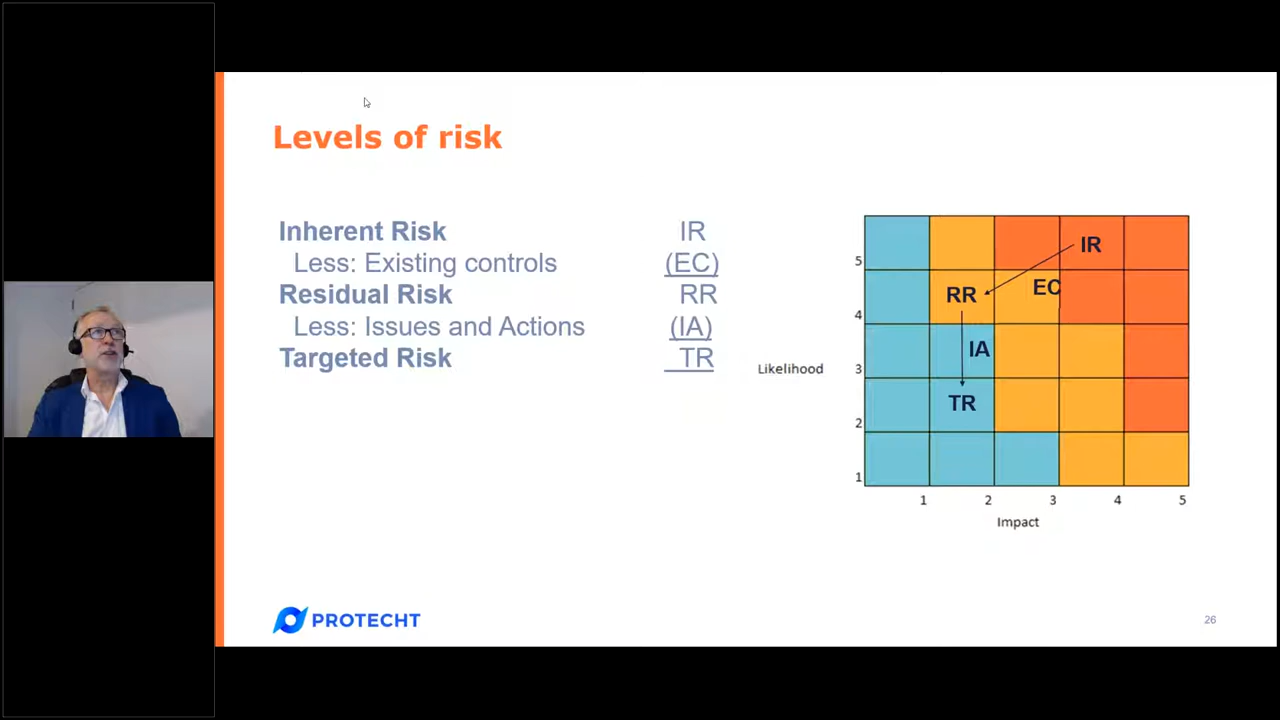 Levels of risk
Inherent Risk IR
Less: Existing controls (EC)
Residual Risk RR
Less: Issues and Actions (IA)
Targeted Risk TR
IR
5
RR
EC
4
IA
Likelihood
3
TR
2
1
1 2 3 4 5
Impact
PROTECHT
26